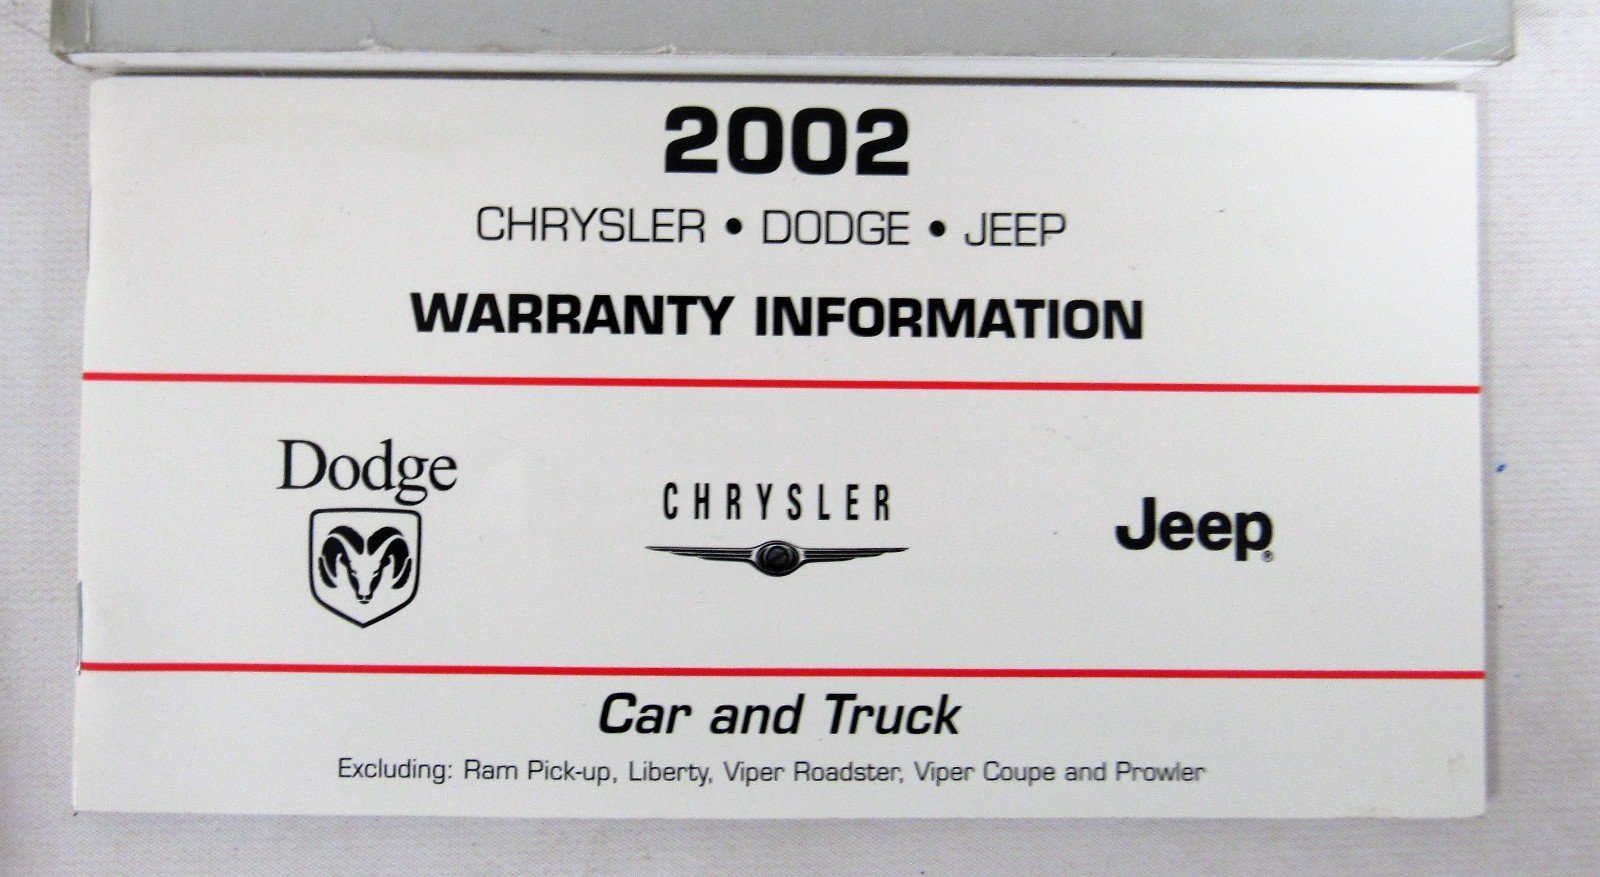 2002
CHRYSLER • DODGE • JEEP
WARRANTY INFORMATION
Dodge
CHRYSLER
Jeep®
Car and Truck
Excluding: Ram Pick-up, Liberty, Viper Roadster, Viper Coupe and Prowler